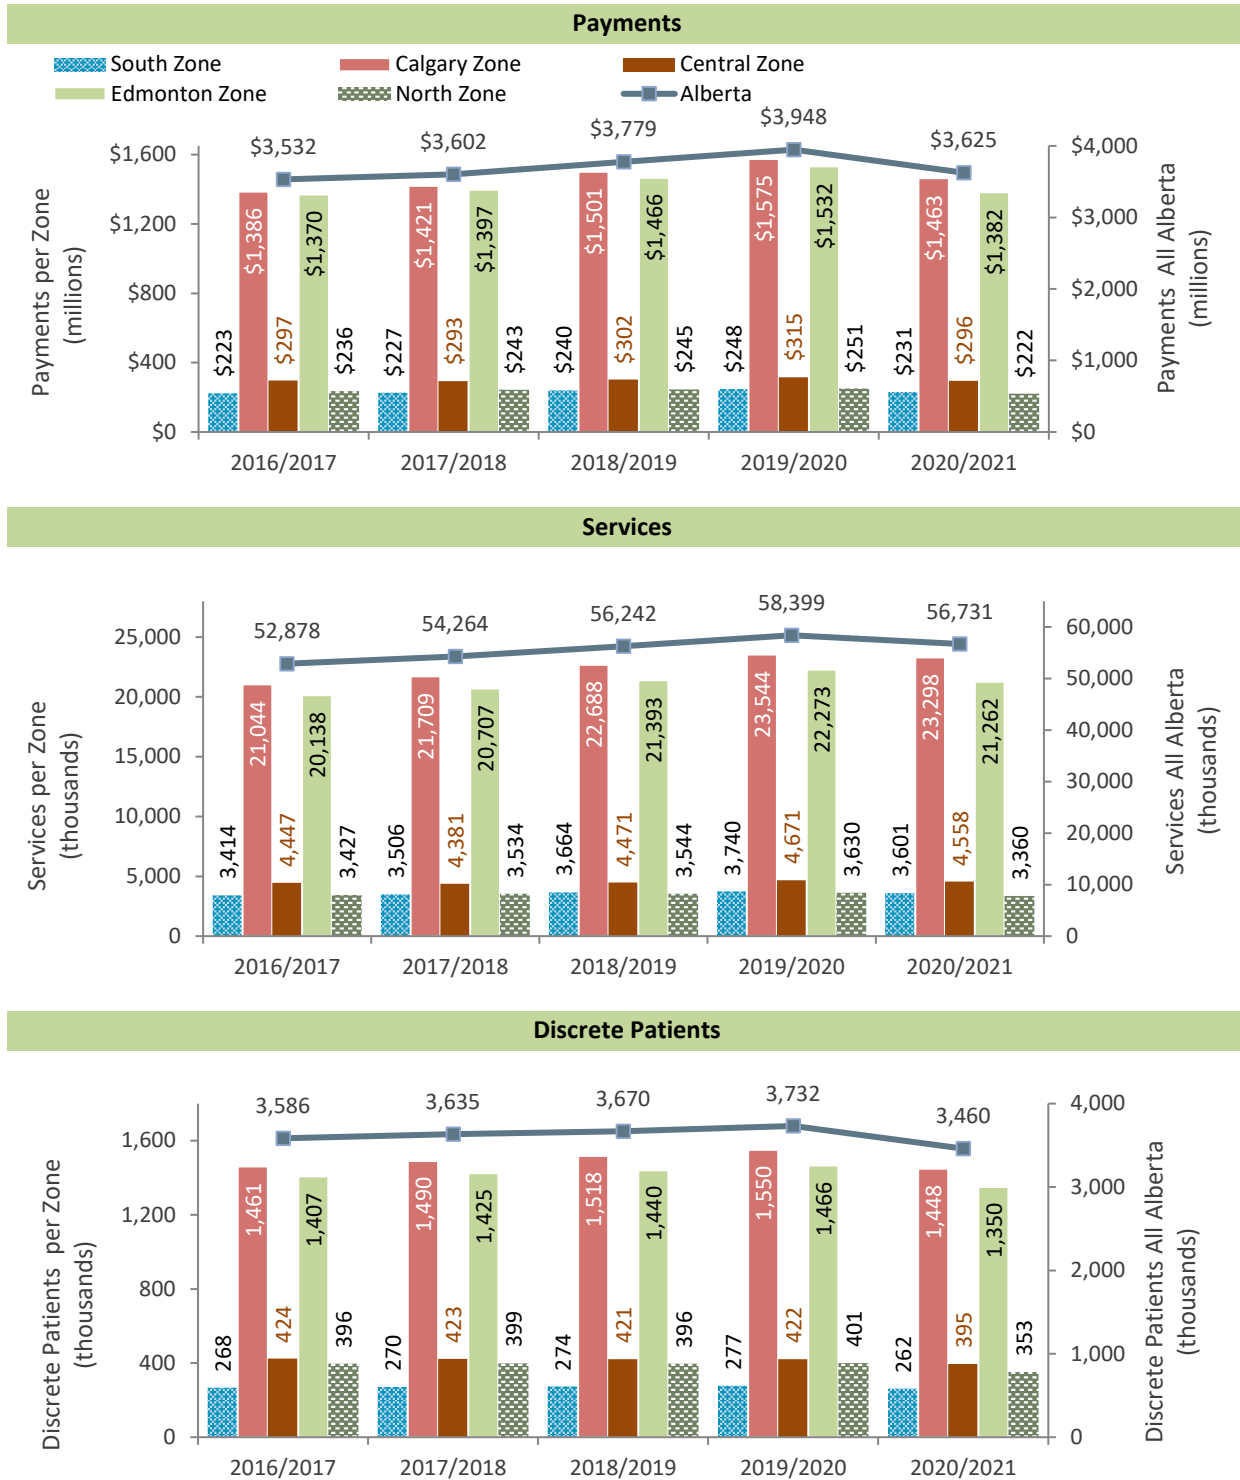 Payments
South Zone Calgary Zone Central Zone
Edmonton Zone North Zone Alberta
$3,532 $3,602 $3,779 $3,948 $3,625
Payments per Zone
(millions)
$1,600
$1,200
$800
$400
$0
$223 $1,386 $297 $1,370 $236
$227 $1,421 $293 $1,397 $243
$240 $1,501 $302 $1,466 $245
$248 $1,575 $315 $1,532 $251
$231 $1,463 $296 $1,382 $222
$4,000
$3,000
$2,000
$1,000
$0
Payments All Alberta
(millions)
2016/2017 2017/2018 2018/2019 2019/2020 2020/2021
Services
52,878 54,264 56,242 58,399 56,731
Services per Zone
(thousands)
25,000
20,000
15,000
10,000
5,000
0
3,414 21,044 4,447 20,138 3,427
3,506 21,709 4,381 20,707 3,534
3,664 22,688 4,471 21,393 3,544
3,740 23,544 4,671 22,273 3,630
3,601 23,298 4,558 21,262 3,360
60,000
50,000
40,000
30,000
20,000
10,000
0
Services All Alberta
(thousands)
2016/2017 2017/2018 2018/2019 2019/2020 2020/2021
Discrete Patients
3,586 3,635 3,670 3,732 3,460
Discrete Patients per Zone
(thousands)
1,600
1,200
800
400
0
268 1,461 424 1,407 396
270 1,490 423 1,425 399
274 1,518 421 1,440 396
277 1,550 422 1,466 401
262 1,448 395 1,350 353
4,000
3,000
2,000
1,000
0
Discrete Patients All Alberta
(thousands)
2016/2017 2017/2018 2018/2019 2019/2020 2020/2021